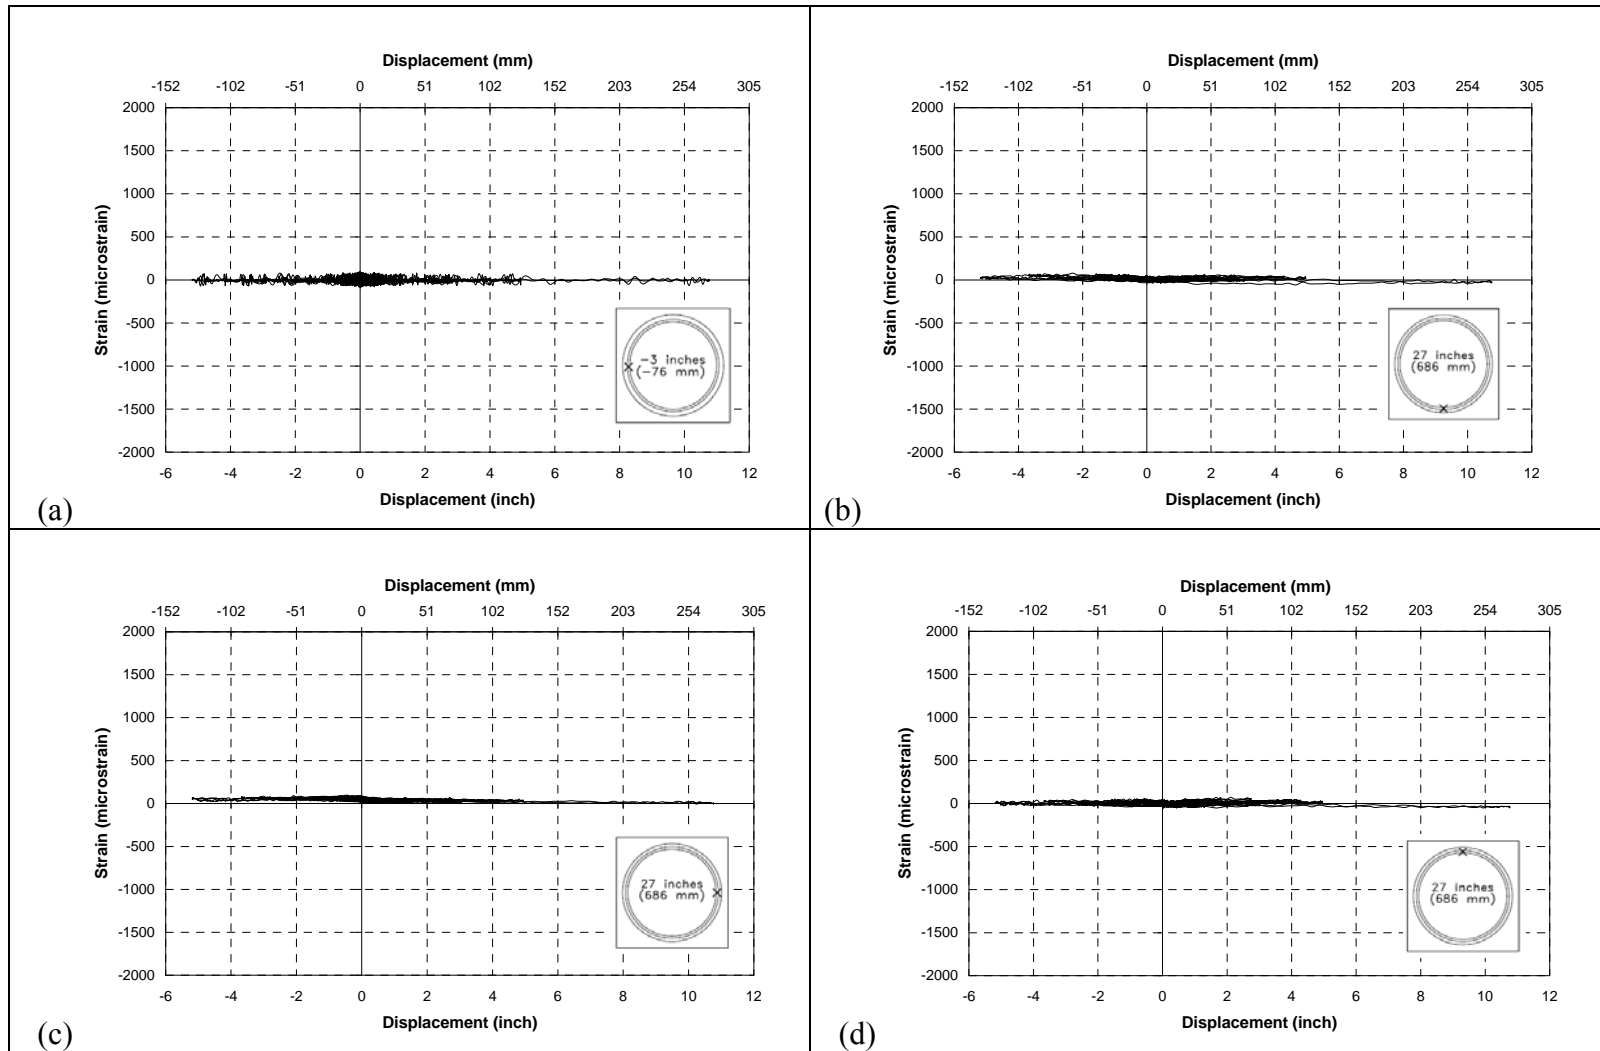 Displacement (mm)
-152 -102 -51 0 51 102 152 203 254 305
2000
1500
1000
500
0
-500
-1000
-1500
-2000
Strain (microstrain)
-3 inches
(-76 mm)
-6 -4 -2 0 2 4 6 8 10 12
Displacement (inch)
(a)
Displacement (mm)
-152 -102 -51 0 51 102 152 203 254 305
2000
1500
1000
500
0
-500
-1000
-1500
-2000
Strain (microstrain)
27 inches
(686 mm)
-6 -4 -2 0 2 4 6 8 10 12
Displacement (inch)
(b)
Displacement (mm)
-152 -102 -51 0 51 102 152 203 254 305
2000
1500
1000
500
0
-500
-1000
-1500
-2000
Strain (microstrain)
27 inches
(686 mm)
-6 -4 -2 0 2 4 6 8 10 12
Displacement (inch)
(c)
Displacement (mm)
-152 -102 -51 0 51 102 152 203 254 305
2000
1500
1000
500
0
-500
-1000
-1500
-2000
Strain (microstrain)
27 inches
(686 mm)
-6 -4 -2 0 2 4 6 8 10 12
Displacement (inch)
(d)